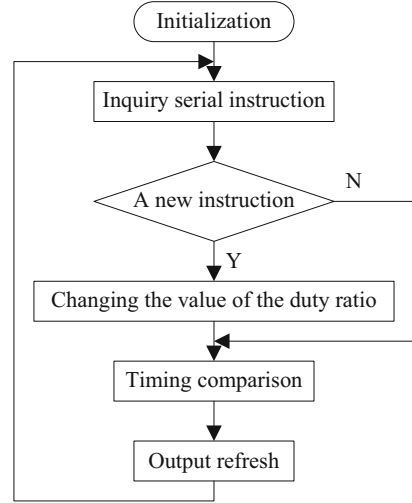 Initialization
Inquiry serial instruction
A new instruction
N
Y
Changing the value of the duty ratio
Timing comparison
Output refresh